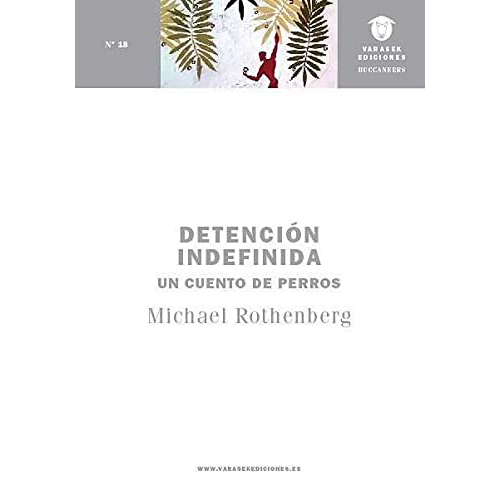 Nº 18
VARASEK
EDICIONES
BUCCANEERS
DETENCIÓN
INDEFINIDA
UN CUENTO DE PERROS
Michael Rothenberg
WWW.VARASEKEDICIONES.ES